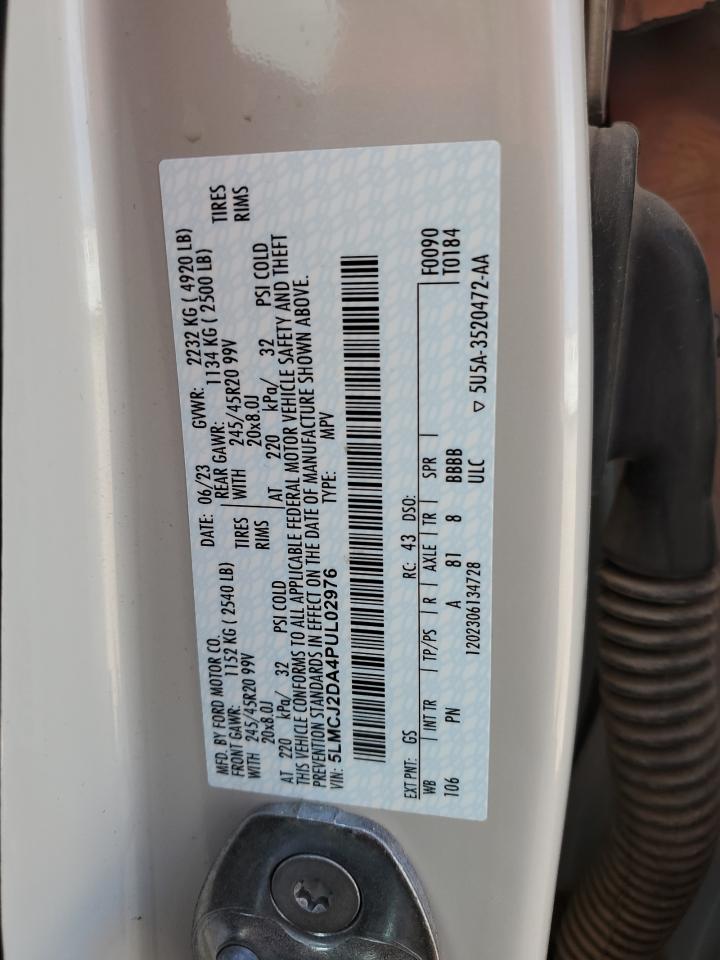 MFD. BY FORD MOTOR CO.
DATE: 06/23 GVWR: 2232 KG ( 4920 LB)
FRONT GAWR: 1152 KG ( 2540 LB) REAR GAWR: 1134 KG ( 2500 LB)
WITH 245/45R20 99V TIRES WITH 245/45R20 99V TIRES
20x8.0J RIMS 20x8.0J RIMS
AT 220 kPa/ 32 PSI COLD AT 220 kPa/ 32 PSI COLD
THIS VEHICLE CONFORMS TO ALL APPLICABLE FEDERAL MOTOR VEHICLE SAFETY AND THEFT
PREVENTION STANDARDS IN EFFECT ON THE DATE OF MANUFACTURE SHOWN ABOVE.
VIN: 5LMCJ2DA4PUL02976 TYPE: MPV
EXT PNT: GS RC: 43 DSO: F0090
WB INT TR TP/PS R AXLE TR SPR T0184
106 PN A 81 8 BBBB
1202306134728 ULC ▽ 5U5A-3520472-AA